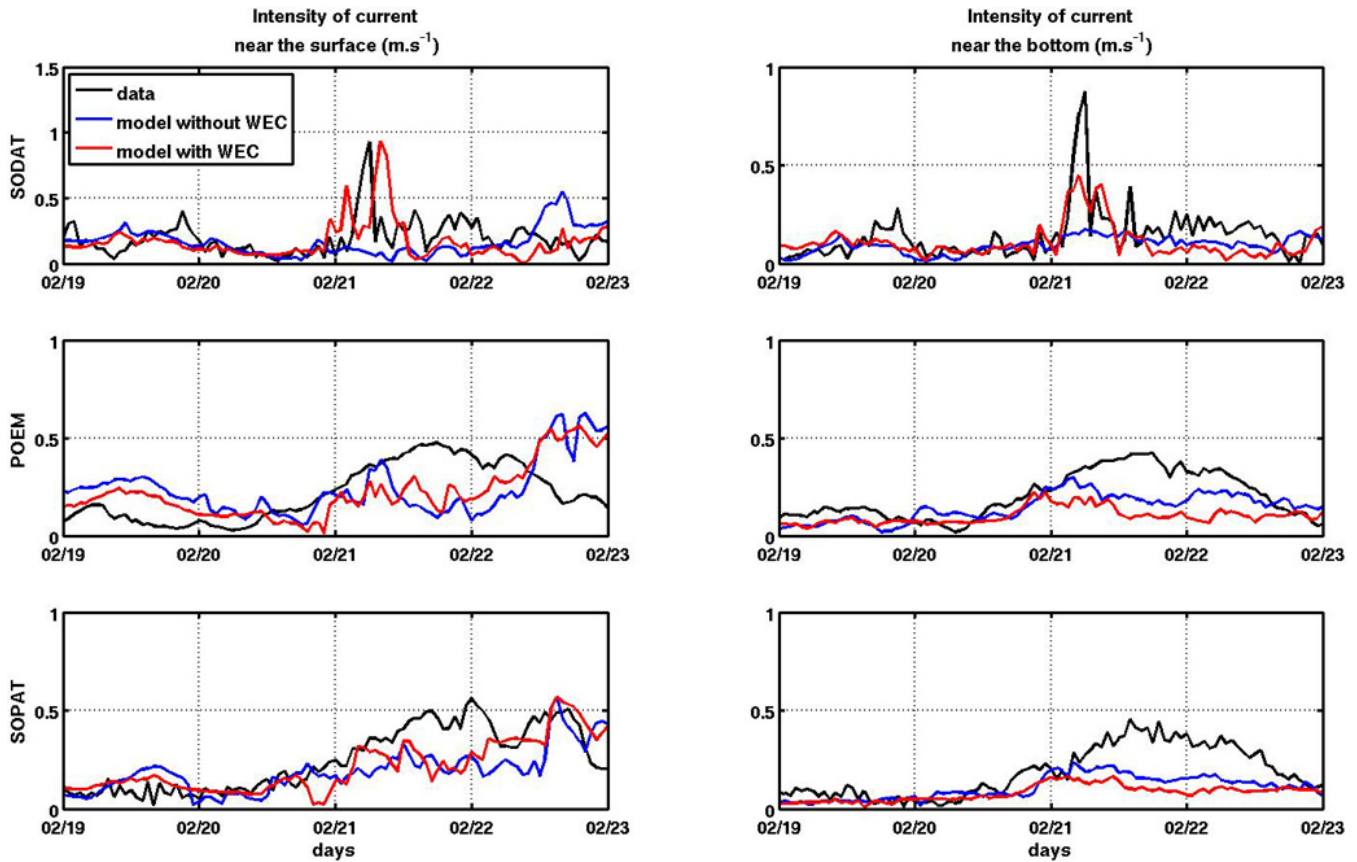 Intensity of current
near the surface (m.s⁻¹)
Intensity of current
near the bottom (m.s⁻¹)
SODAT
1.5
1
0.5
0
data
model without WEC
model with WEC
02/19 02/20 02/21 02/22 02/23
1
0.5
0
02/19 02/20 02/21 02/22 02/23
POEM
1
0.5
0
02/19 02/20 02/21 02/22 02/23
1
0.5
0
02/19 02/20 02/21 02/22 02/23
SOPAT
1
0.5
0
02/19 02/20 02/21 02/22 02/23
days
1
0.5
0
02/19 02/20 02/21 02/22 02/23
days